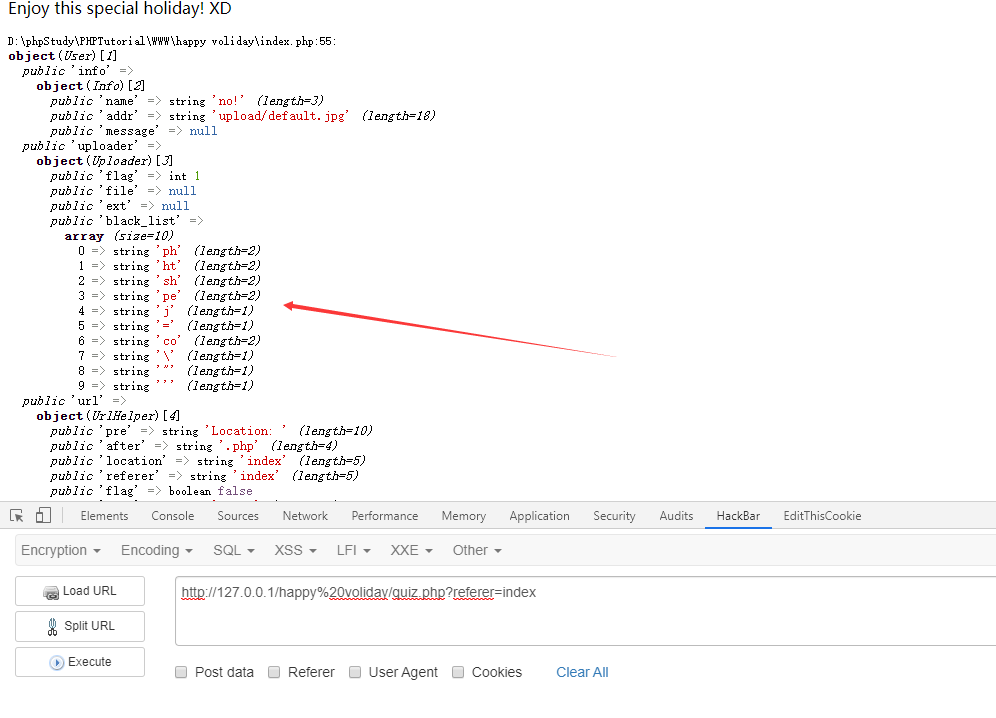 Enjoy this special holiday! XD
D:\phpStudy\PHPTutorial\WWW\happy voliday\index.php:55:
object(User)[1]
public 'info' =>
object(Info)[2]
public 'name' => string 'no!' (length=3)
public 'addr' => string 'upload/default.jpg' (length=18)
public 'message' => null
public 'uploader' =>
object(Uploader)[3]
public 'flag' => int 1
public 'file' => null
public 'ext' => null
public 'black_list' =>
array (size=10)
0 => string 'ph' (length=2)
1 => string 'ht' (length=2)
2 => string 'sh' (length=2)
3 => string 'pe' (length=2)
4 => string 'j' (length=1)
5 => string '=' (length=1)
6 => string 'co' (length=2)
7 => string '\' (length=1)
8 => string '"' (length=1)
9 => string ''' (length=1)
public 'url' =>
object(UrlHelper)[4]
public 'pre' => string 'Location: ' (length=10)
public 'after' => string '.php' (length=4)
public 'location' => string 'index' (length=5)
public 'referer' => string 'index' (length=5)
public 'flag' => boolean false
Elements Console Sources Network Performance Memory Application Security Audits HackBar EditThisCookie
Encryption Encoding SQL XSS LFI XXE Other
Load URL
http://127.0.0.1/happy%20voliday/quiz.php?referer=index
Split URL
Execute
Post data Referer User Agent Cookies Clear All